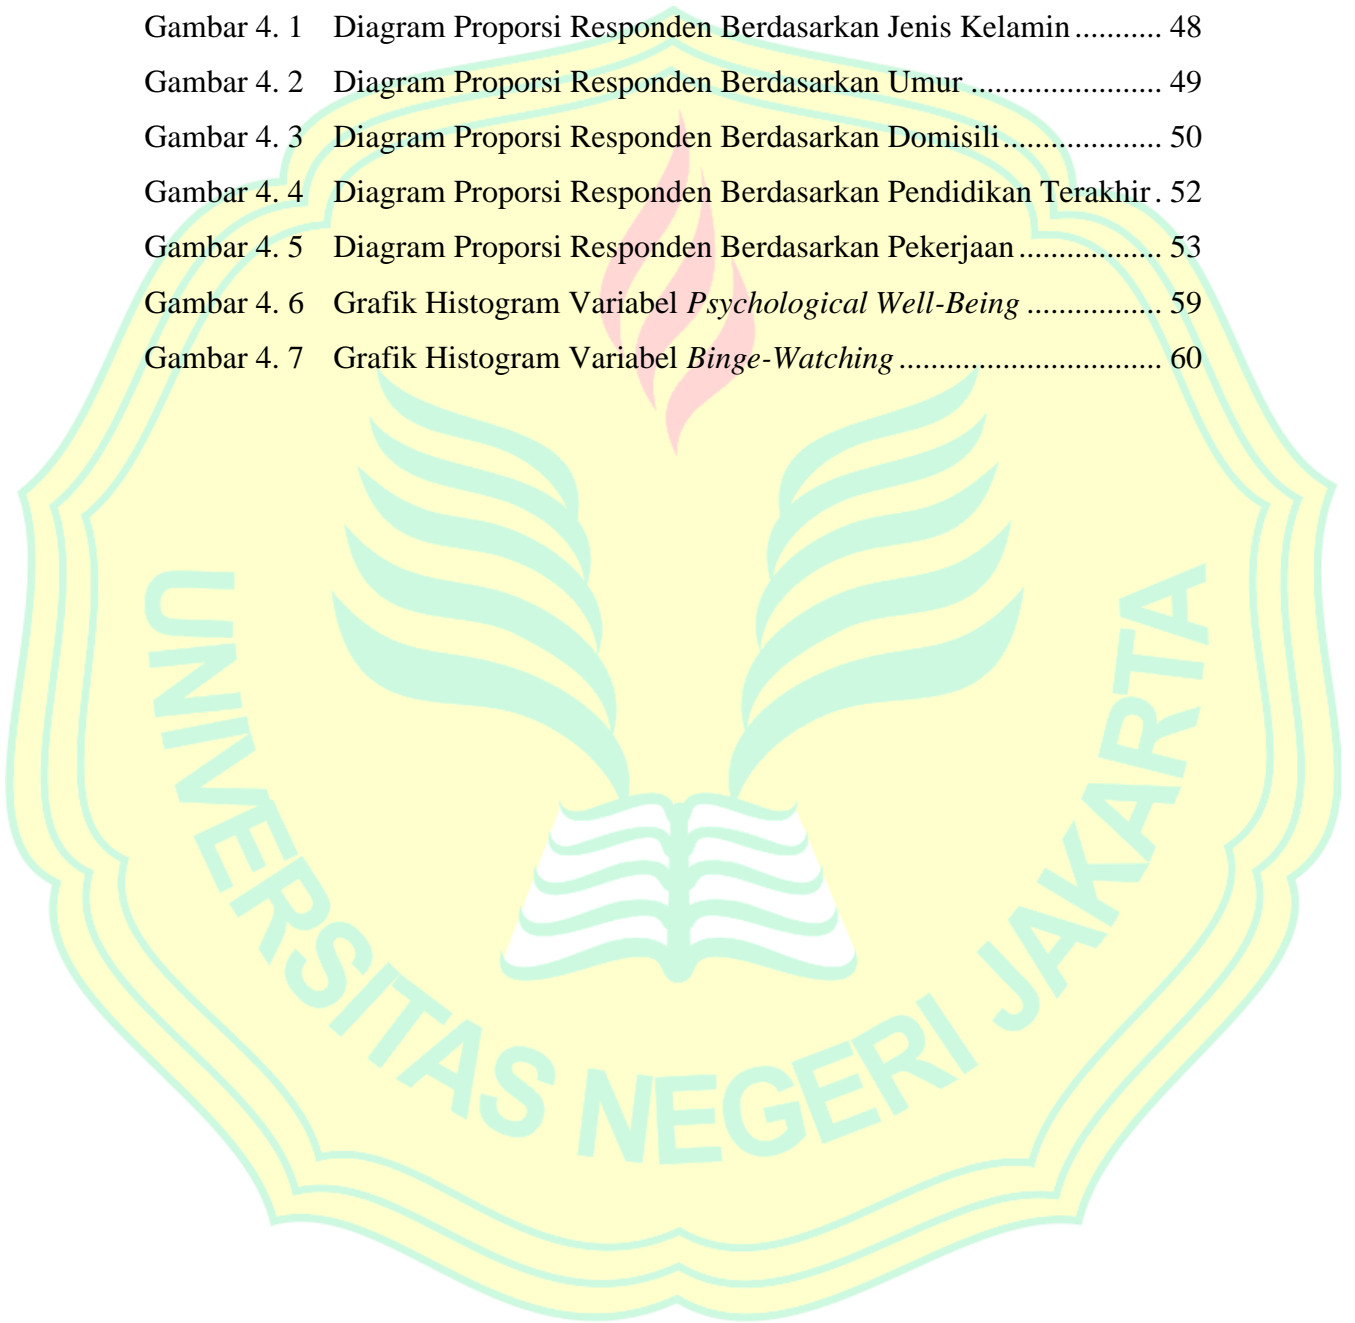 Gambar 4. 1 Diagram Proporsi Responden Berdasarkan Jenis Kelamin ........... 48
Gambar 4. 2 Diagram Proporsi Responden Berdasarkan Umur ........................ 49
Gambar 4. 3 Diagram Proporsi Responden Berdasarkan Domisili.................... 50
Gambar 4. 4 Diagram Proporsi Responden Berdasarkan Pendidikan Terakhir. 52
Gambar 4. 5 Diagram Proporsi Responden Berdasarkan Pekerjaan .................. 53
Gambar 4. 6 Grafik Histogram Variabel Psychological Well-Being ................. 59
Gambar 4. 7 Grafik Histogram Variabel Binge-Watching ................................. 60
UNIVERSITAS NEGERI JAKARTA